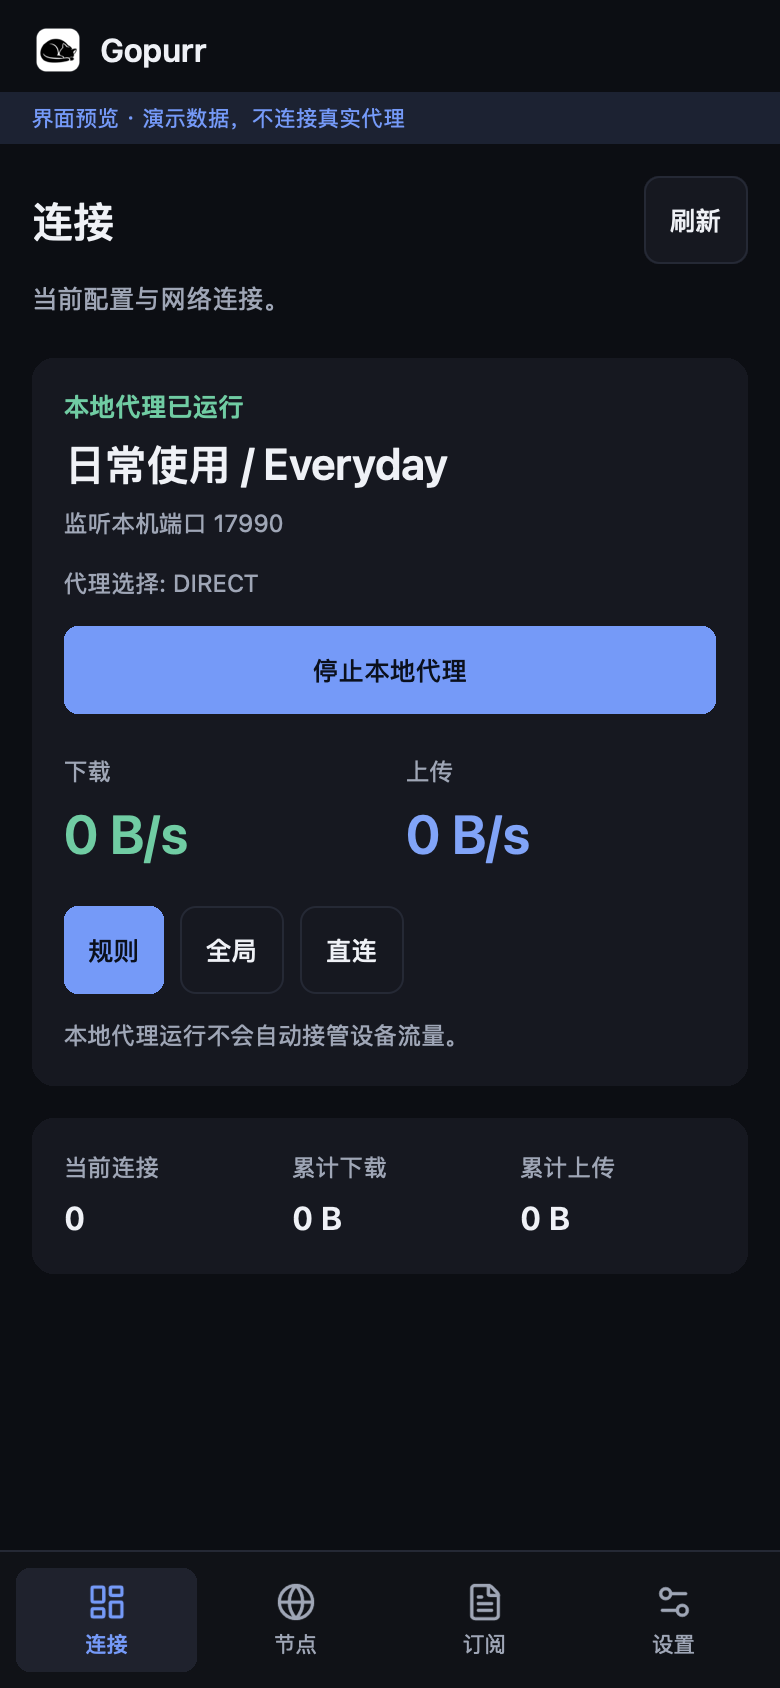 Gopurr
界面预览 · 演示数据，不连接真实代理
连接
刷新
当前配置与网络连接。
本地代理已运行
日常使用 / Everyday
监听本机端口 17990
代理选择: DIRECT
停止本地代理
下载
上传
0 B/s
0 B/s
规则
全局
直连
本地代理运行不会自动接管设备流量。
当前连接
累计下载
累计上传
0
0 B
0 B
连接
节点
订阅
设置